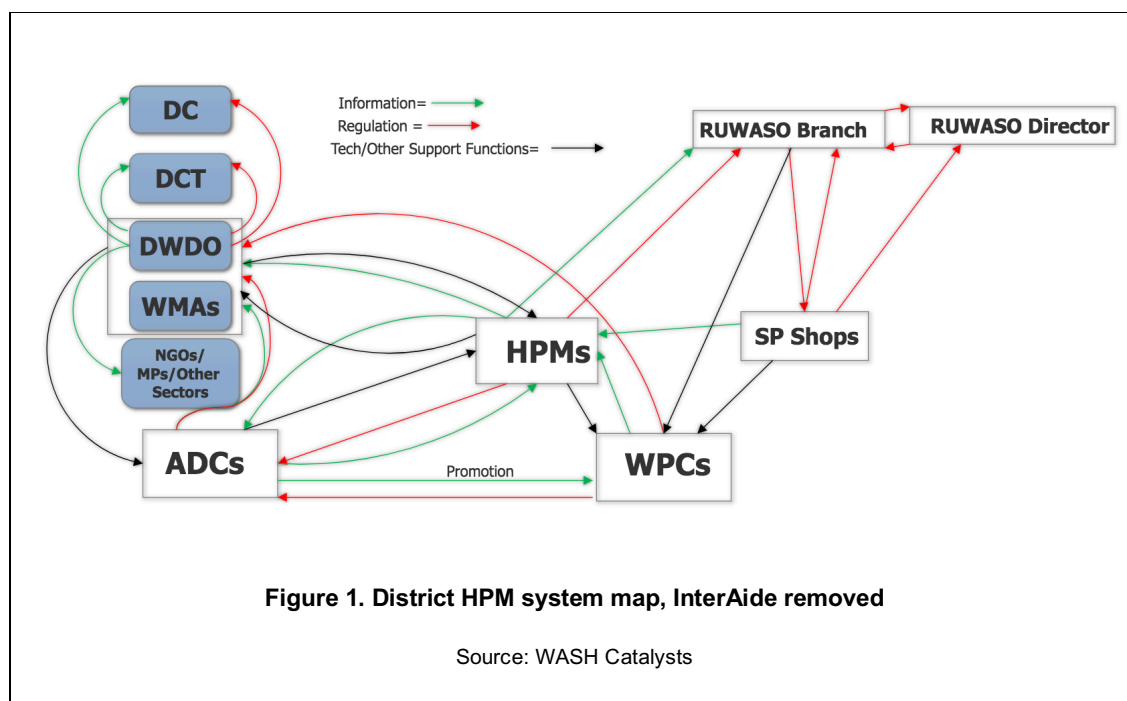 DC
DCT
DWDO
WMAs
NGOs/
MPs/Other
Sectors
ADCs
Information=
Regulation =
Tech/Other Support Functions=
HPMs
Promotion
WPCs
RUWASO Branch
RUWASO Director
SP Shops
Figure 1. District HPM system map, InterAide removed
Source: WASH Catalysts